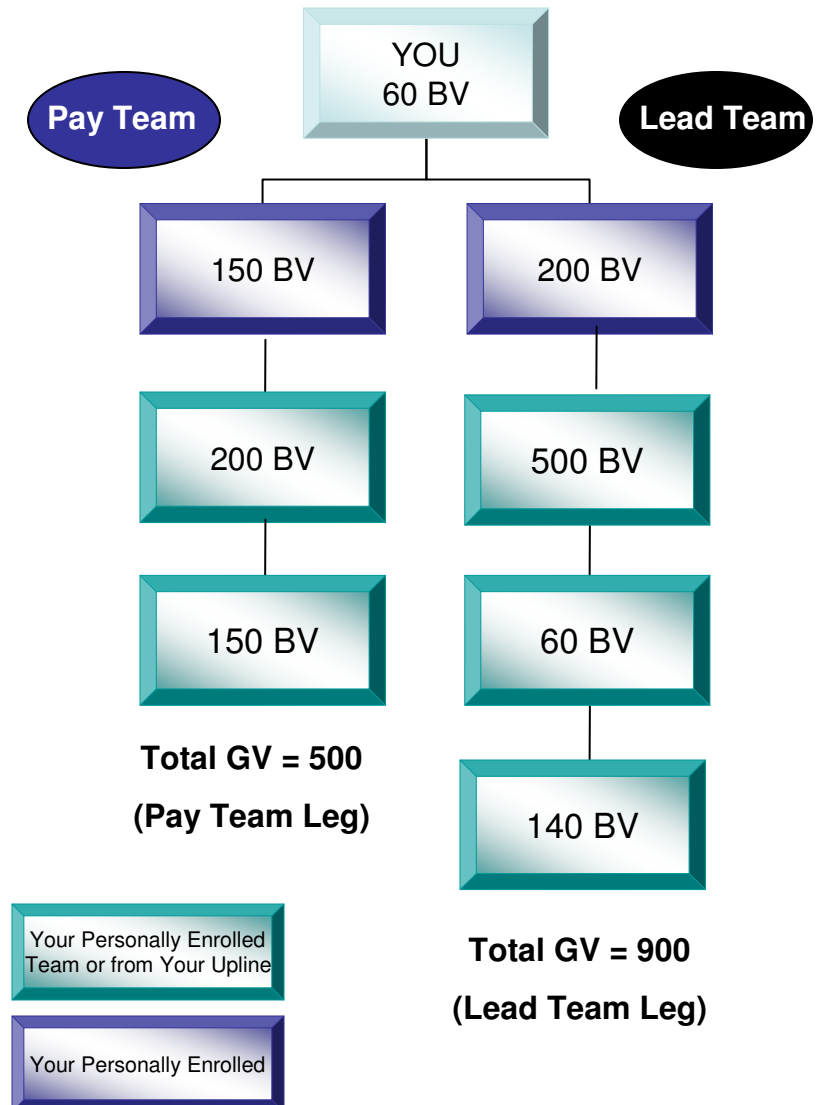 YOU
60 BV
Pay Team
Lead Team
150 BV
200 BV
200 BV
500 BV
150 BV
60 BV
Total GV = 500
(Pay Team Leg)
140 BV
Your Personally Enrolled
Team or from Your Upline
Total GV = 900
(Lead Team Leg)
Your Personally Enrolled